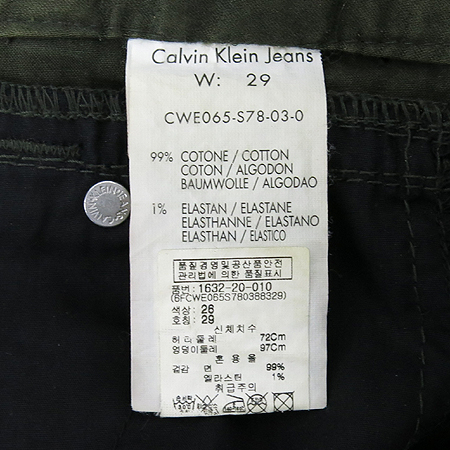 Calvin Klein Jeans
W: 29
CWE065-S78-03-0
99% COTONE / COTTON
COTON / ALGODON
BAUMWOLLE / ALGODAO
1% ELASTAN / ELASTANE
ELASTHANNE / ELASTANO
ELASTHAN / ELASTICO
품질경영및공산품안전
관리법에 의한 품질표시
품번: 1632-20-010
(6FCWE065S780388329)
색상: 28
호칭: 29
신체치수
허리둘레 72Cm
엉덩이둘레 97Cm
혼용율
겉감 면 99%
엘라스턴 1%
취급주의